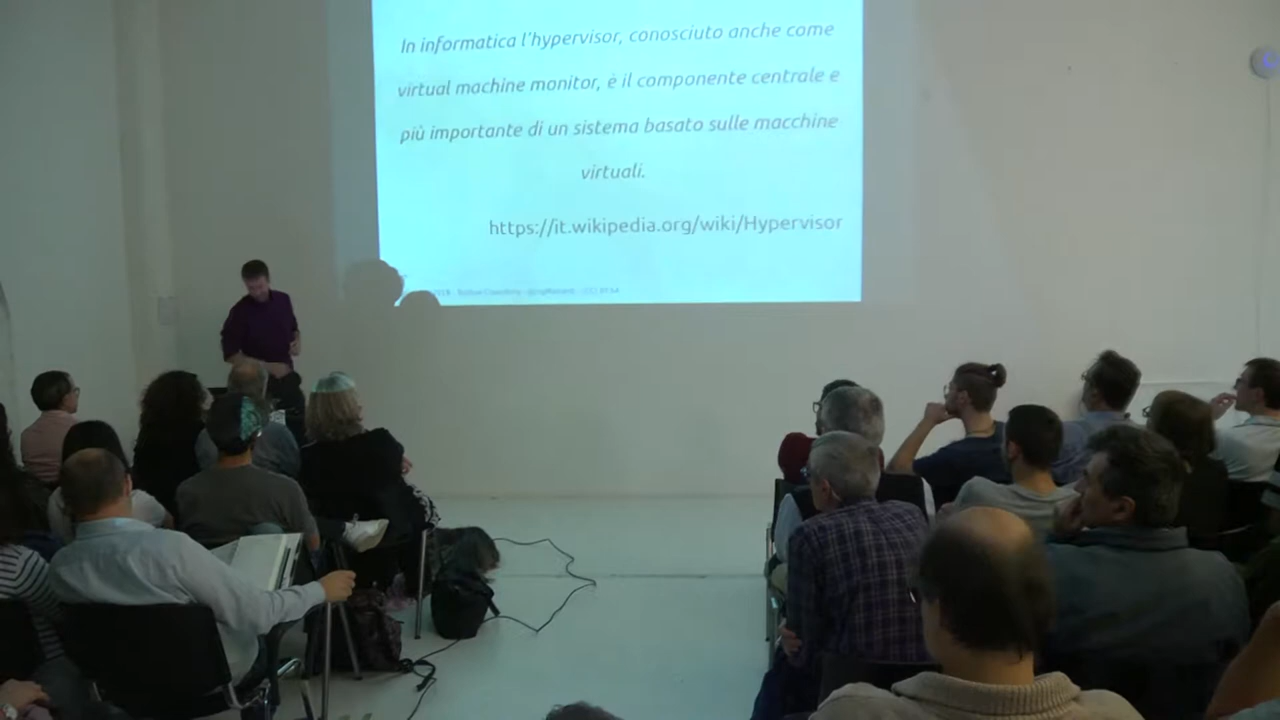 In informatica l'hypervisor, conosciuto anche come
virtual machine monitor, è il componente centrale e
più importante di un sistema basato sulle macchine
virtuali.
https://it.wikipedia.org/wiki/Hypervisor